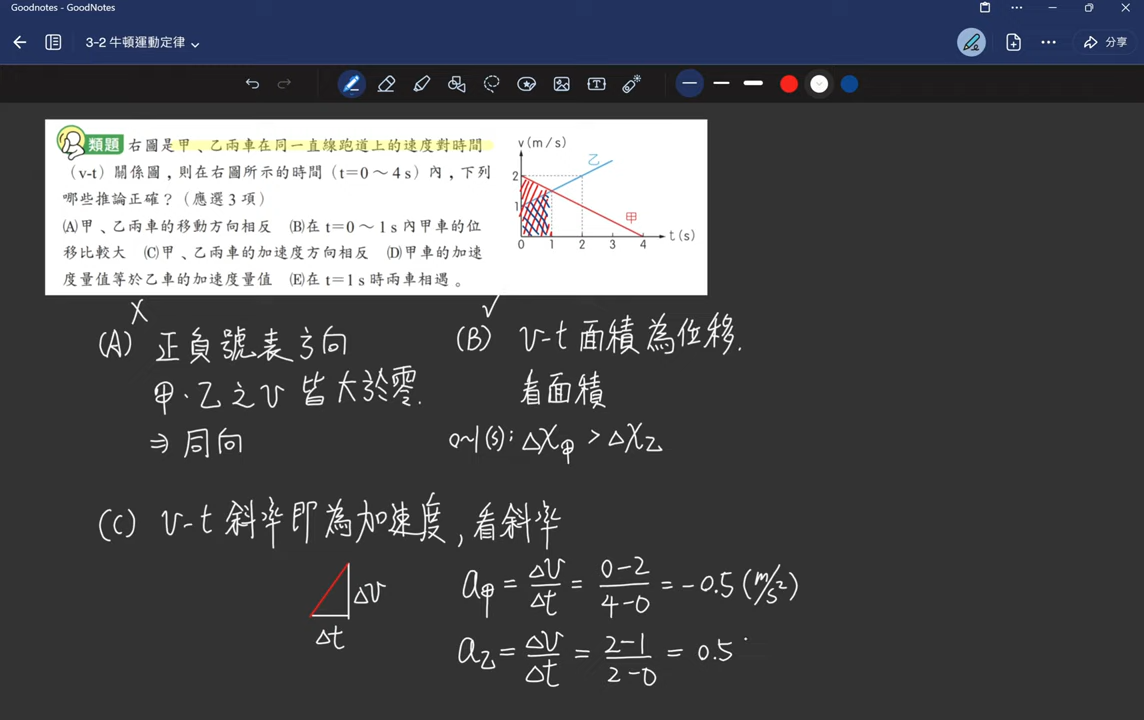 Goodnotes - GoodNotes
3-2 牛頓運動定律
分享
類題 右圖是甲、乙兩車在同一直線跑道上的速度對時間
(v-t)關係圖，則在右圖所示的時間(t=0～4 s)內，下列
哪些推論正確？(應選3項)
(A)甲、乙兩車的移動方向相反 (B)在 t=0～1 s 內甲車的位
移比較大 (C)甲、乙兩車的加速度方向相反 (D)甲車的加速
度量值等於乙車的加速度量值 (E)在 t=1 s 時兩車相遇。
v(m/s)
乙
2
1
甲
0 1 2 3 4 t(s)
(A) X 正負號表方向
甲.乙之v 皆大於零.
⇒ 同向
(B) ✓ v-t 面積為位移.
看面積
0~1(s): ΔX甲 > ΔX乙
(C) v-t 斜率即為加速度,看斜率
Δv
Δt
a甲 = Δv/Δt = (0-2)/(4-0) = -0.5 (m/s²)
a乙 = Δv/Δt = (2-1)/(2-0) = 0.5